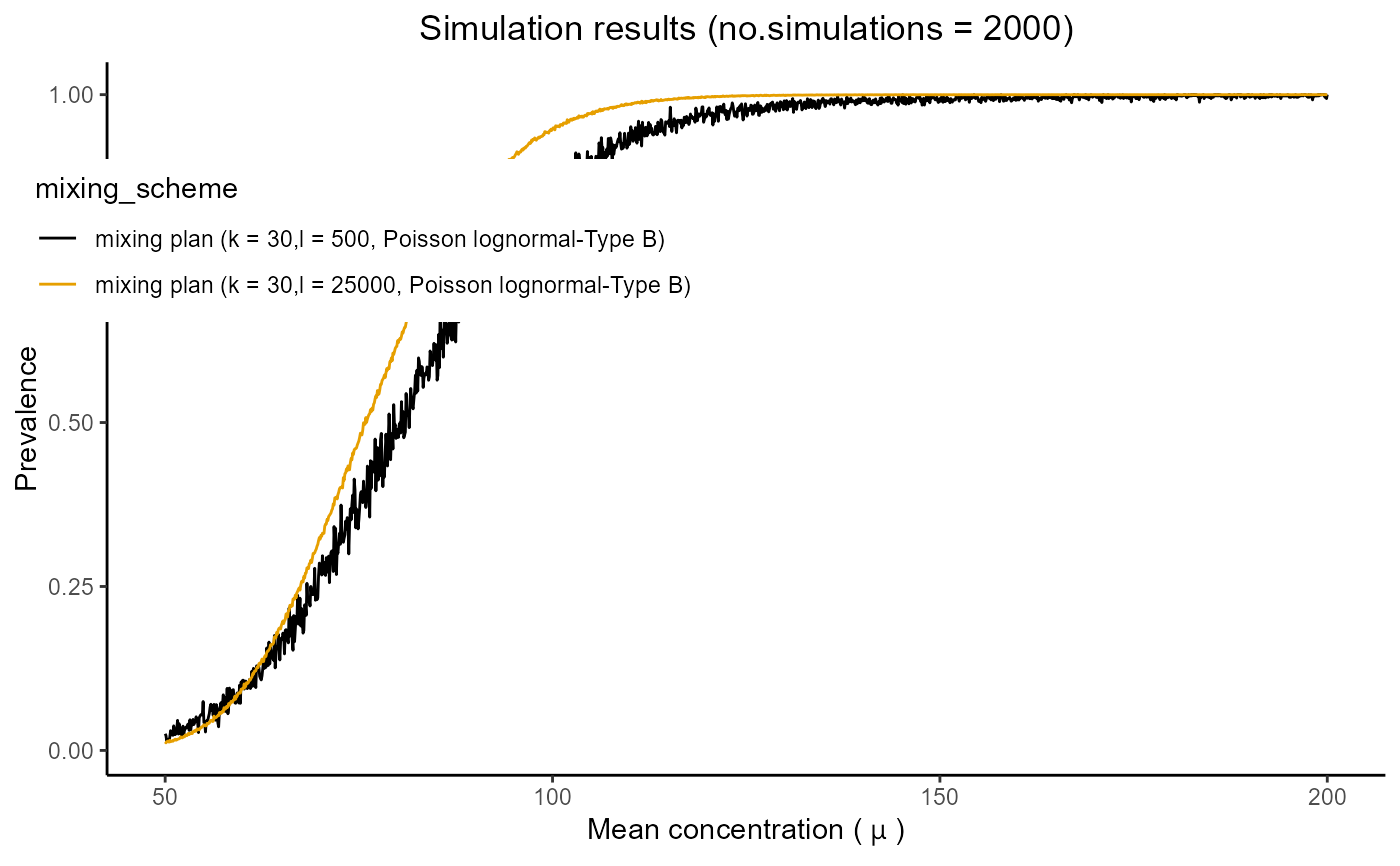 Simulation results (no.simulations = 2000)
1.00
mixing_scheme
mixing plan (k = 30,l = 500, Poisson lognormal-Type B)
mixing plan (k = 30,l = 25000, Poisson lognormal-Type B)
Prevalence
0.50
0.25
0.00
50 100 150 200
Mean concentration ( μ )